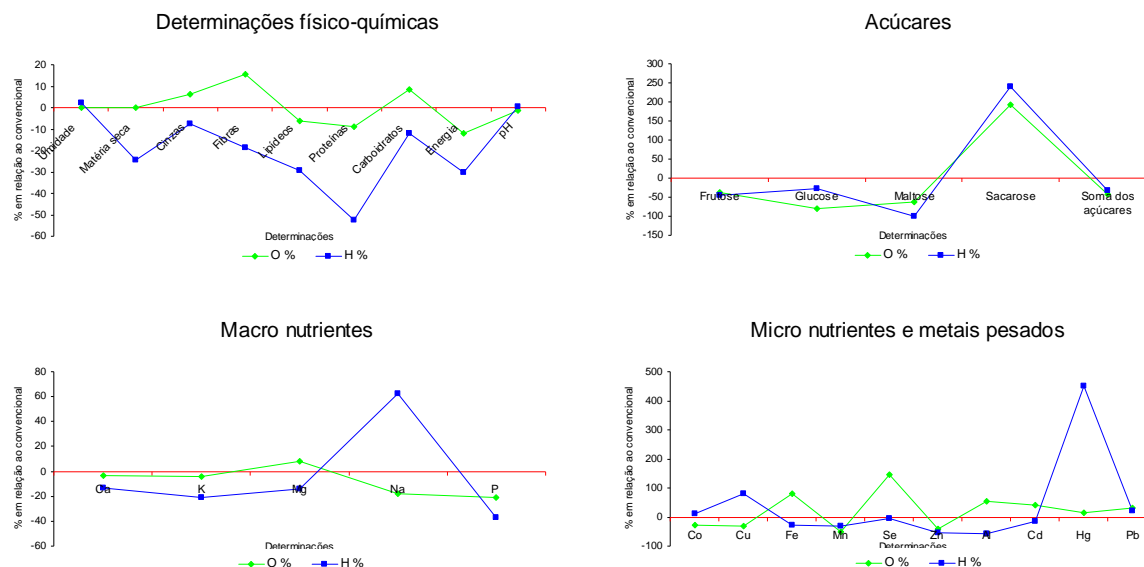 Determinações físico-químicas
% em relação ao convencional
20
10
0
-10
-20
-30
-40
-50
-60
Umidade
Matéria seca
Cinzas
Fibras
Lipídeos
Proteínas
Carboidratos
Energia
pH
Determinações
O %
H %
Acúcares
% em relação ao convencional
300
250
200
150
100
50
0
-50
-100
-150
Frutose
Glucose
Maltose
Sacarose
Soma dos
açúcares
Determinações
O %
H %
Macro nutrientes
% em relação ao convencional
80
60
40
20
0
-20
-40
-60
Ca
K
Mg
Na
P
Determinações
O %
H %
Micro nutrientes e metais pesados
% em relação ao convencional
500
400
300
200
100
0
-100
Co
Cu
Fe
Mn
Se
Zn
Al
Cd
Hg
Pb
Determinações
O %
H %